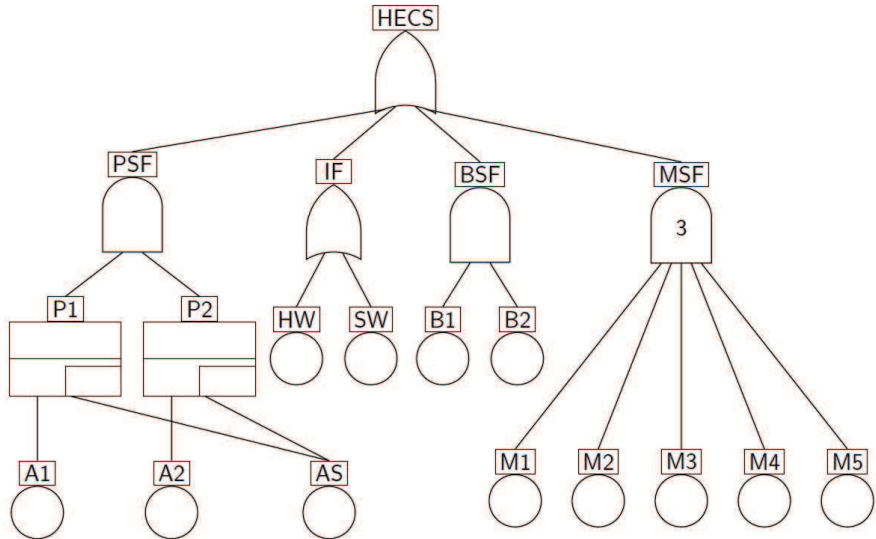 HECS
PSF
IF
BSF
MSF
3
P1
P2
HW
SW
B1
B2
A1
A2
AS
M1
M2
M3
M4
M5